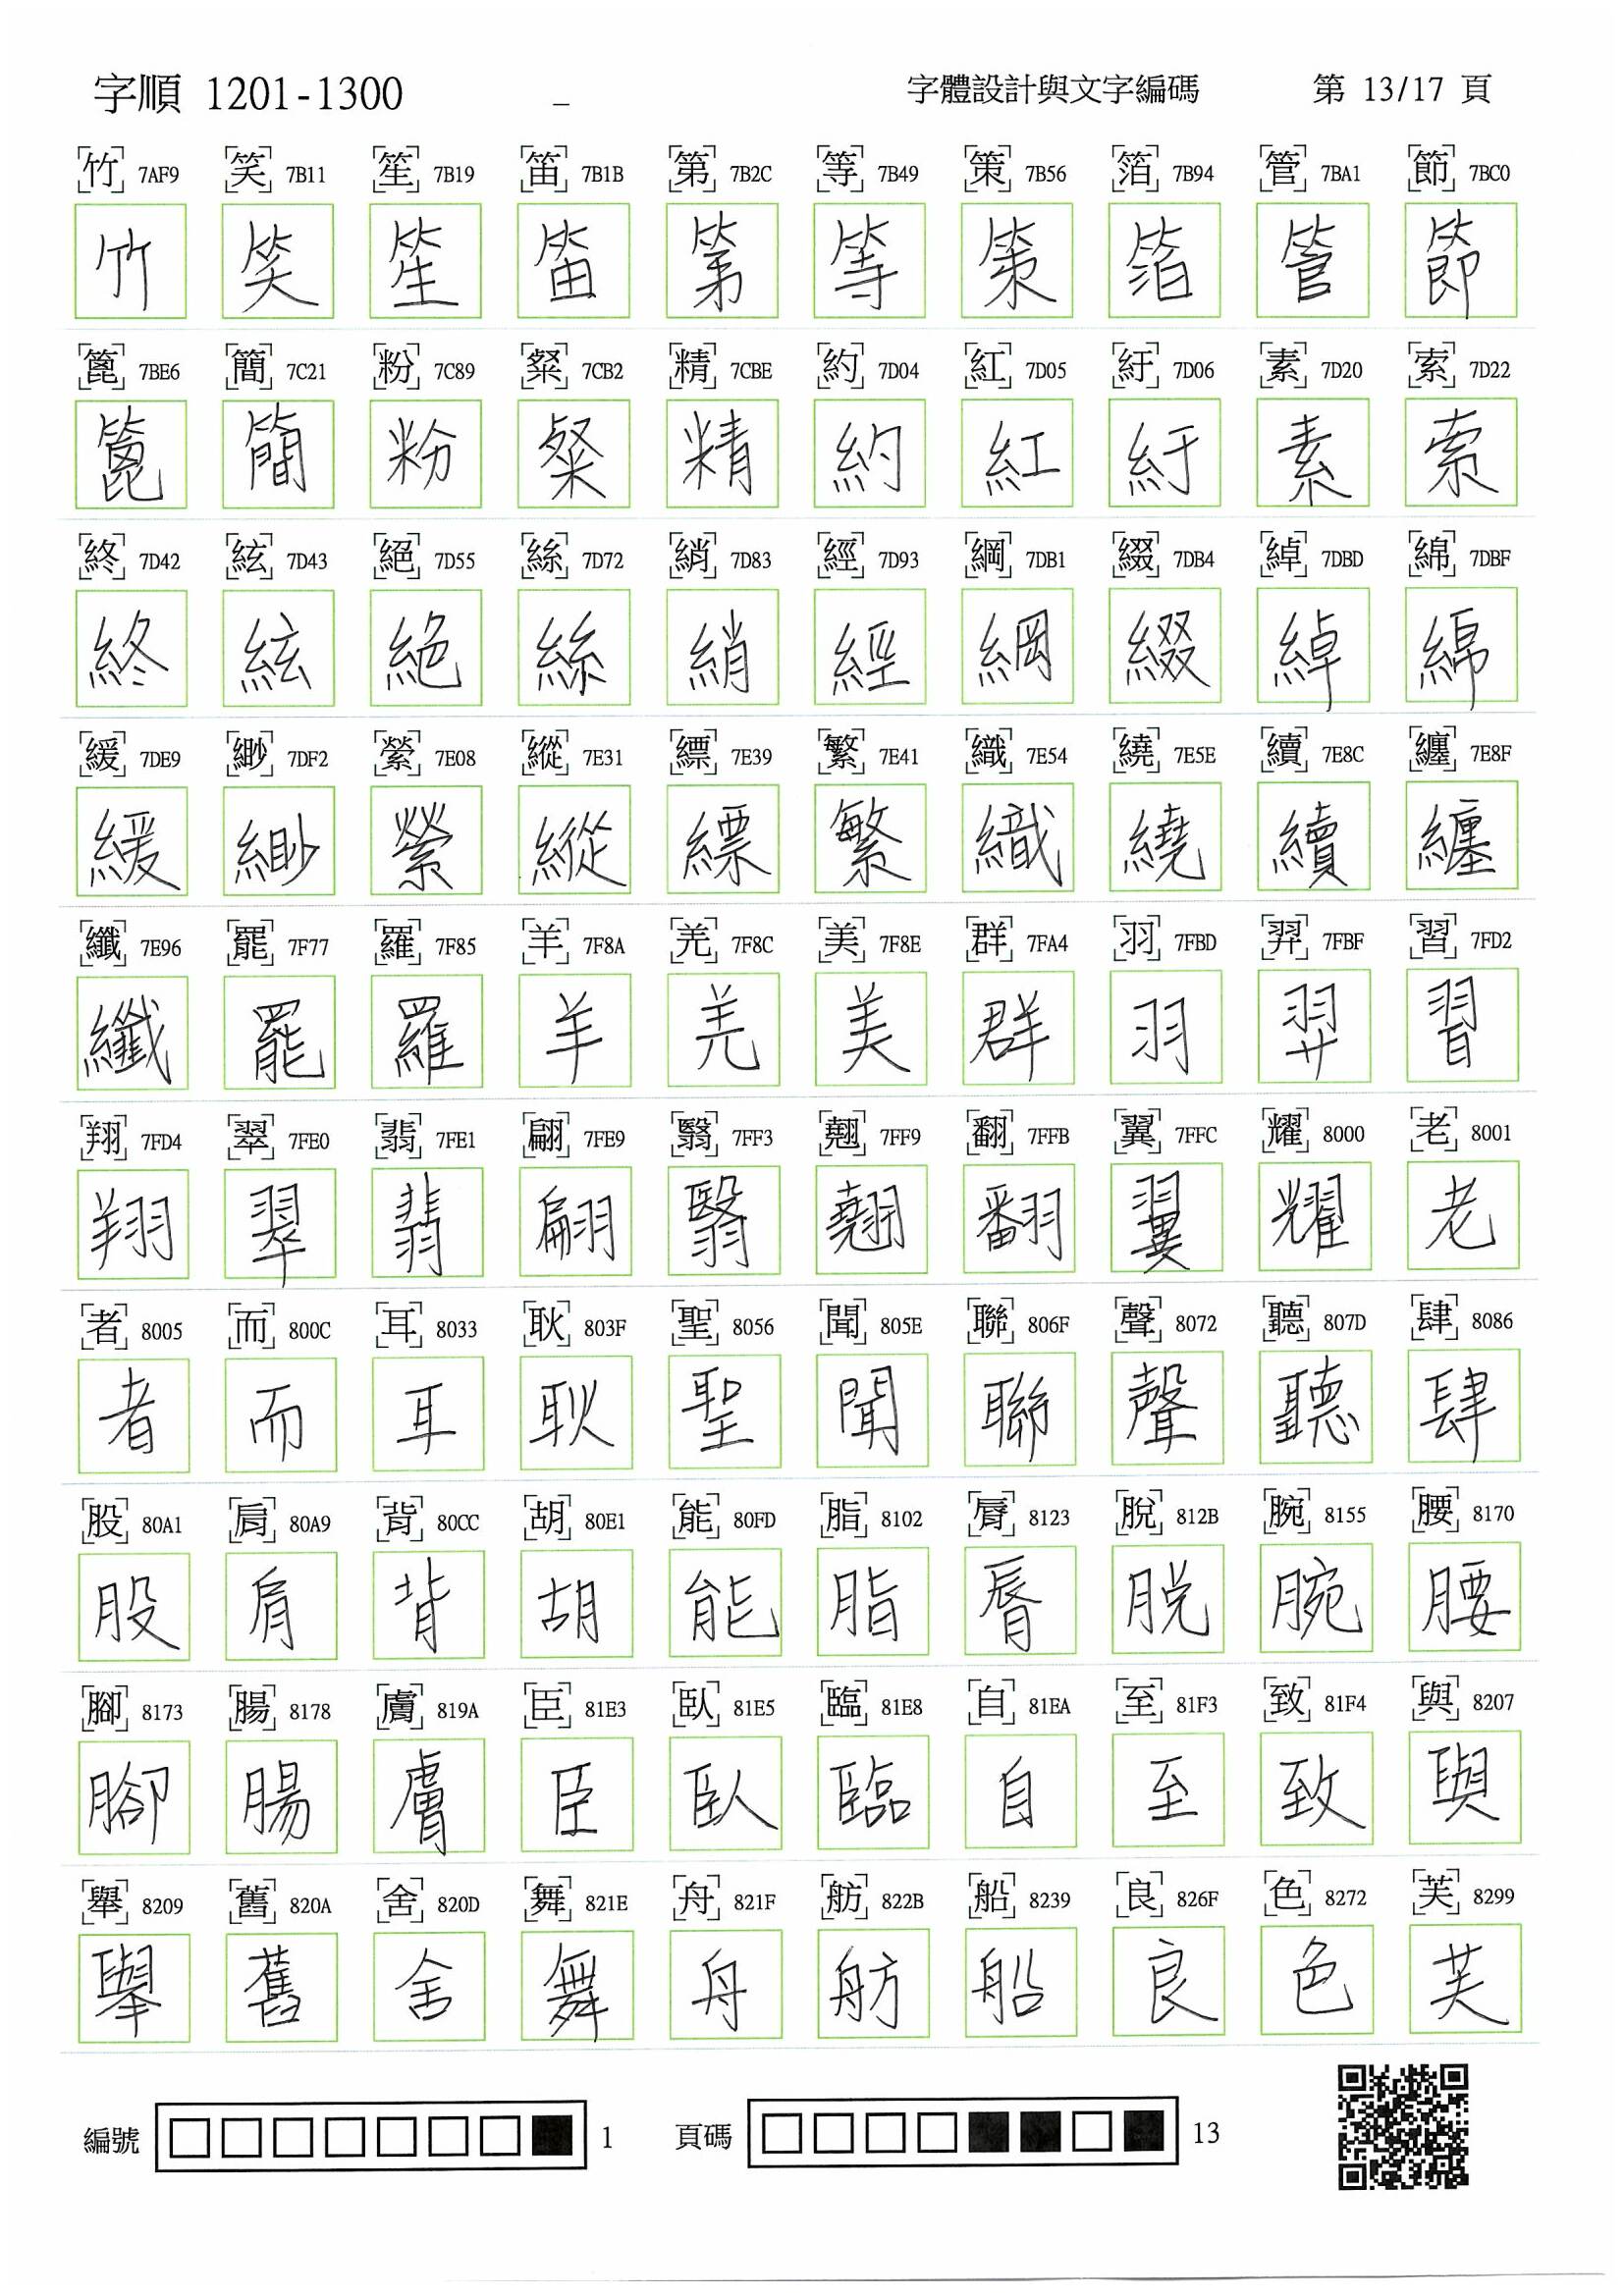 字順 1201-1300 _ 字體設計與文字編碼 第 13/17 頁
竹 7AF9 笑 7B11 笙 7B19 笛 7B1B 第 7B2C 等 7B49 策 7B56 箔 7B94 管 7BA1 節 7BC0
竹 笑 笙 笛 第 等 策 箔 管 節
篦 7BE6 簡 7C21 粉 7C89 粲 7CB2 精 7CBE 約 7D04 紅 7D05 紆 7D06 素 7D20 索 7D22
篦 簡 粉 粲 精 約 紅 紆 素 索
終 7D42 絃 7D43 絕 7D55 絲 7D72 綃 7D83 經 7D93 綱 7DB1 綴 7DB4 綽 7DBD 綿 7DBF
終 絃 絕 絲 綃 經 綱 綴 綽 綿
緩 7DE9 緲 7DF2 縈 7E08 縱 7E31 縹 7E39 繁 7E41 織 7E54 繞 7E5E 續 7E8C 纏 7E8F
緩 緲 縈 縱 縹 繁 織 繞 續 纏
纖 7E96 罷 7F77 羅 7F85 羊 7F8A 羌 7F8C 美 7F8E 群 7FA4 羽 7FBD 羿 7FBF 習 7FD2
纖 罷 羅 羊 羌 美 群 羽 羿 習
翔 7FD4 翠 7FE0 翡 7FE1 翩 7FE9 翳 7FF3 翹 7FF9 翻 7FFB 翼 7FFC 耀 8000 老 8001
翔 翠 翡 翩 翳 翹 翻 翼 耀 老
者 8005 而 800C 耳 8033 耿 803F 聖 8056 聞 805E 聯 806F 聲 8072 聽 807D 肆 8086
者 而 耳 耿 聖 聞 聯 聲 聽 肆
股 80A1 肩 80A9 背 80CC 胡 80E1 能 80FD 脂 8102 脣 8123 脫 812B 腕 8155 腰 8170
股 肩 背 胡 能 脂 脣 脫 腕 腰
腳 8173 腸 8178 膚 819A 臣 81E3 臥 81E5 臨 81E8 自 81EA 至 81F3 致 81F4 與 8207
腳 腸 膚 臣 臥 臨 自 至 致 與
舉 8209 舊 820A 舍 820D 舞 821E 舟 821F 舫 822B 船 8239 良 826F 色 8272 芙 8299
舉 舊 舍 舞 舟 舫 船 良 色 芙
編號 1 頁碼 13